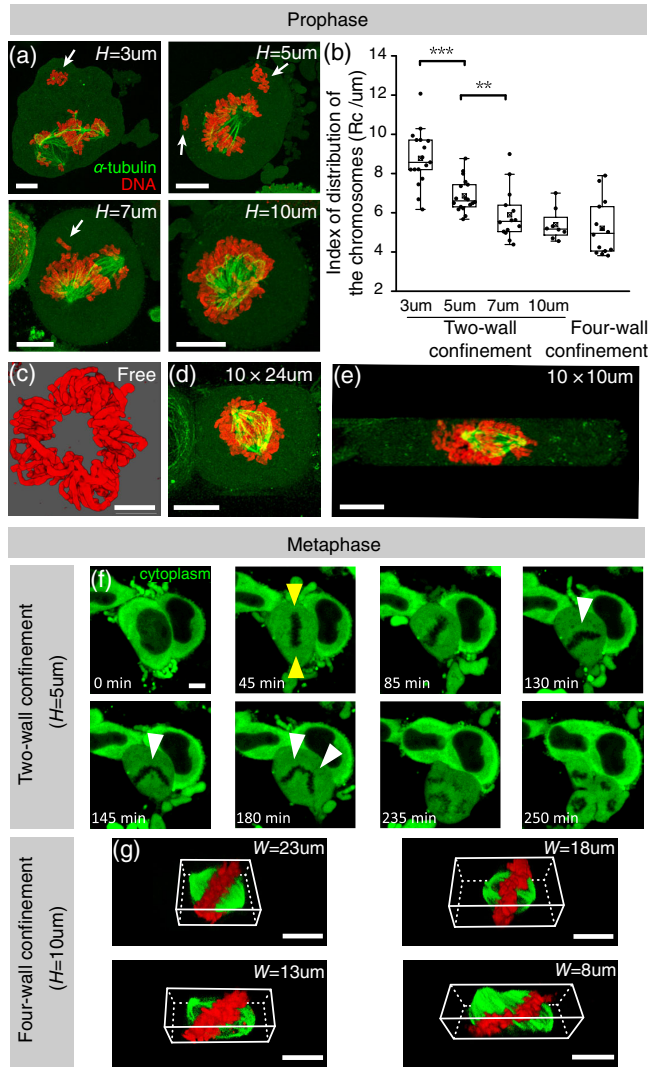 Prophase
(a)
H=3um
H=5um
α-tubulin
DNA
H=7um
H=10um
(b)
Index of distribution of
the chromosomes (Rc /um)
14
12
10
8
6
4
2
***
**
3um 5um 7um 10um
Two-wall
confinement
Four-wall
confinement
(c)
Free
(d)
10 × 24um
(e)
10 × 10um
Metaphase
Two-wall confinement
(H=5um)
(f)
cytoplasm
0 min
45 min
85 min
130 min
145 min
180 min
235 min
250 min
Four-wall confinement
(H=10um)
(g)
W=23um
W=18um
W=13um
W=8um